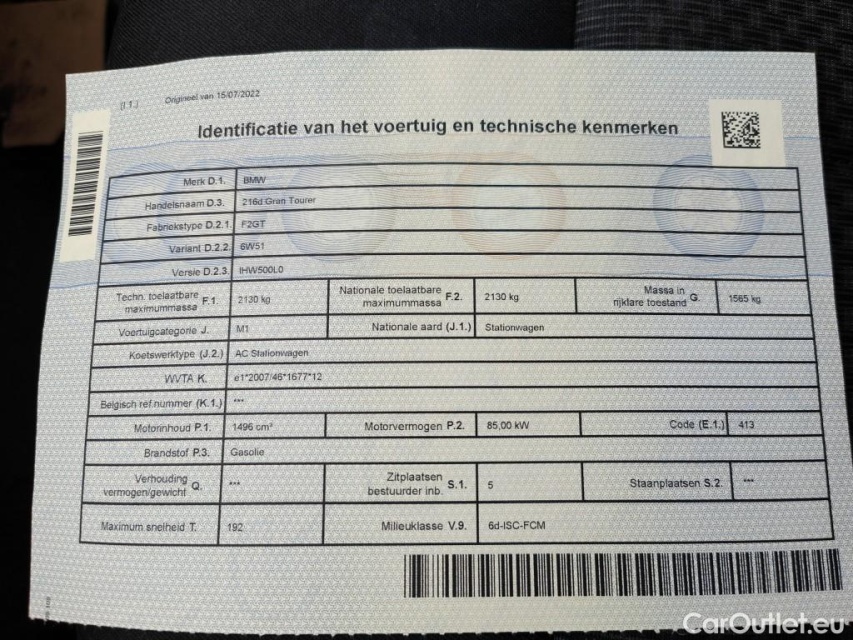 (I.1.) Origineel van 15/07/2022
Identificatie van het voertuig en technische kenmerken
Merk D.1. BMW
Handelsnaam D.3. 216d Gran Tourer
Fabriekstype D.2.1 F2GT
Variant D.2.2. 6W51
Versie D.2.3. IHW500L0
Techn. toelaatbare maximummassa F.1. 2130 kg Nationale toelaatbare maximummassa F.2. 2130 kg Massa in rijklare toestand G. 1565 kg
Voertuigcategorie J. M1 Nationale aard (J.1.) Stationwagen
Koetswerktype (J.2.) AC Stationwagen
WVTA K. e1*2007/46*1677*12
Belgisch ref.nummer (K.1.) ***
Motorinhoud P.1. 1496 cm³ Motorvermogen P.2. 85,00 kW Code (E.1.) 413
Brandstof P.3. Gasolie
Verhouding vermogen/gewicht Q. *** Zitplaatsen bestuurder inb. S.1. 5 Staanplaatsen S.2. ***
Maximum snelheid T. 192 Milieuklasse V.9. 6d-ISC-FCM
CarOutlet.eu